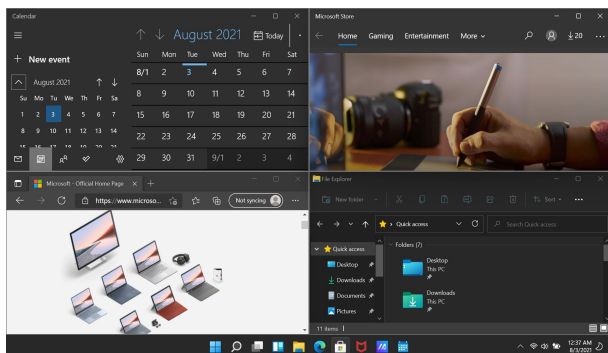 Calendar
August 2021
Today
New event
Sun Mon Tue Wed Thu Fri Sat
8/1 2 3 4 5 6 7
8 9 10 11 12 13 14
15 16 17 18 19 20 21
22 23 24 25 26 27 28
29 30 31 9/1 2 3 4
August 2021
Su Mo Tu We Th Fr Sa
1 2 3 4 5 6 7
8 9 10 11 12 13 14
Microsoft Store
Home Gaming Entertainment More
20
Microsoft - Official Home Page
https://www.microso...
Not syncing
File Explorer
New folder
Sort
Quick access
Search Quick access
Quick access
Desktop
Downloads
Documents
Pictures
Folders (7)
Desktop
This PC
Downloads
This PC
11 items
12:37 AM
8/3/2021